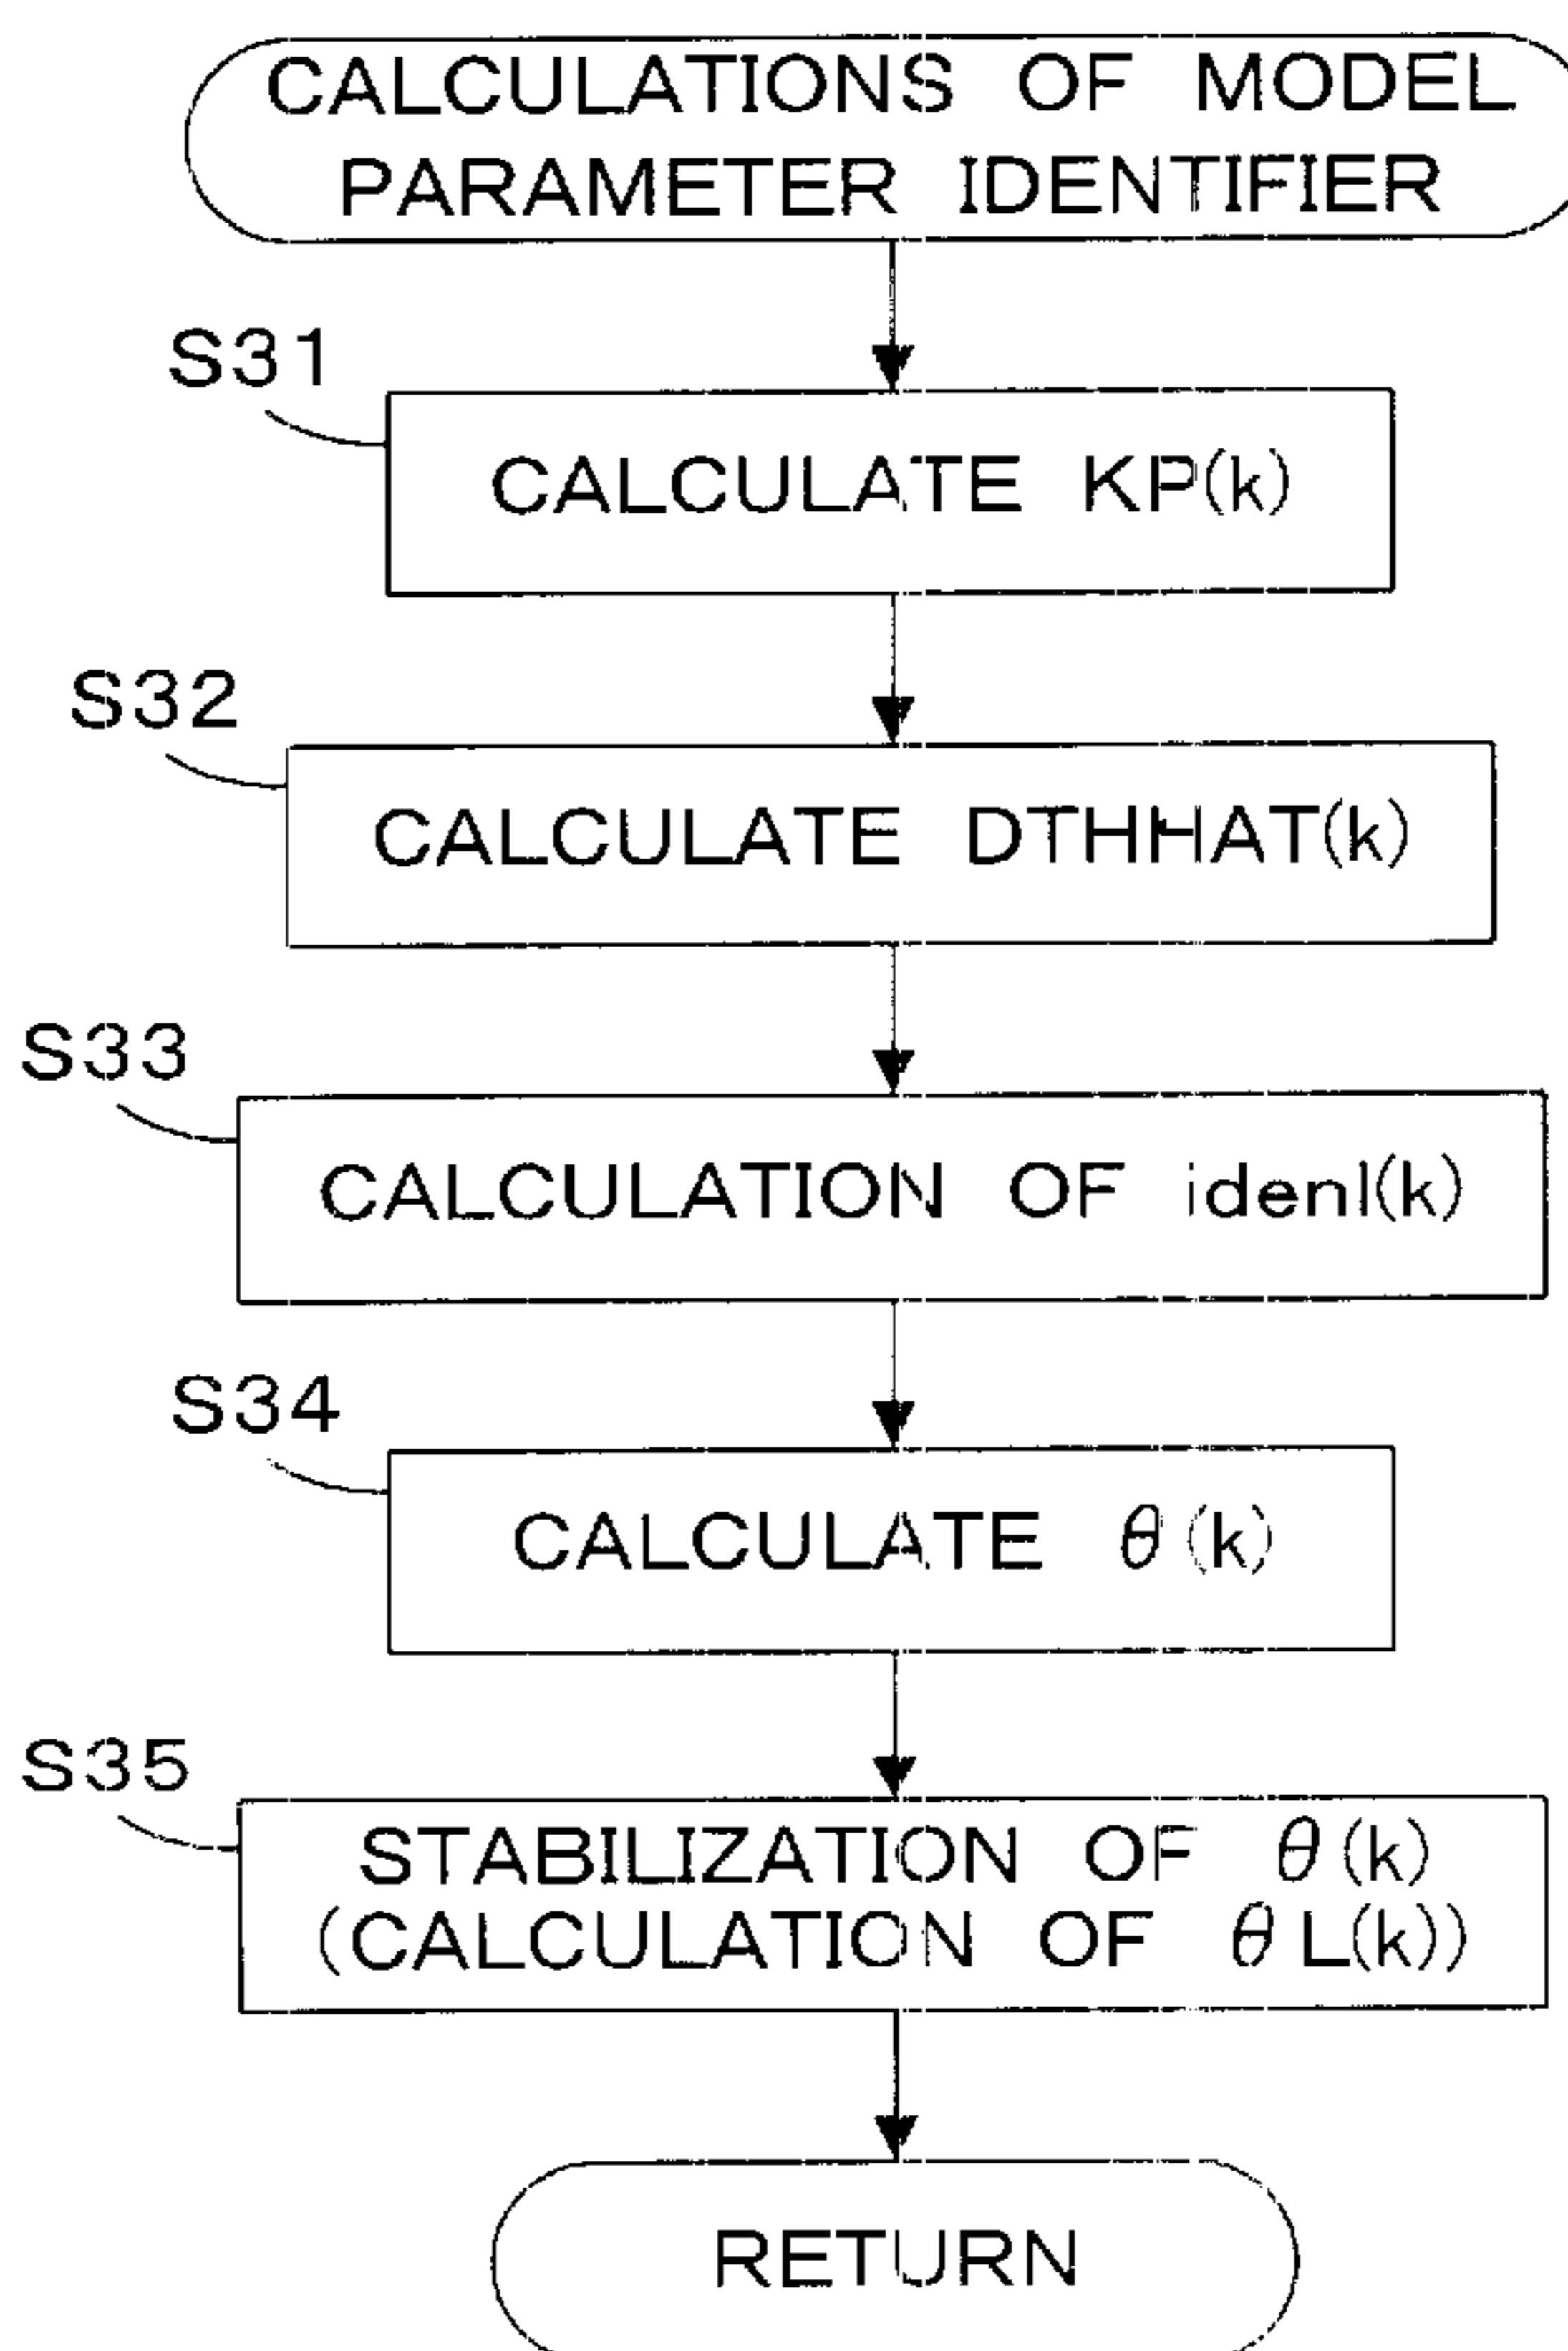 CALCULATIONS OF MODEL
PARAMETER IDENTIFIER
S31
CALCULATE KP(k)
S32
CALCULATE DTHHAT(k)
S33
CALCULATION OF idenl(k)
S34
CALCULATE θ(k)
S35
STABILIZATION OF θ(k)
(CALCULATION OF θL(k))
RETURN